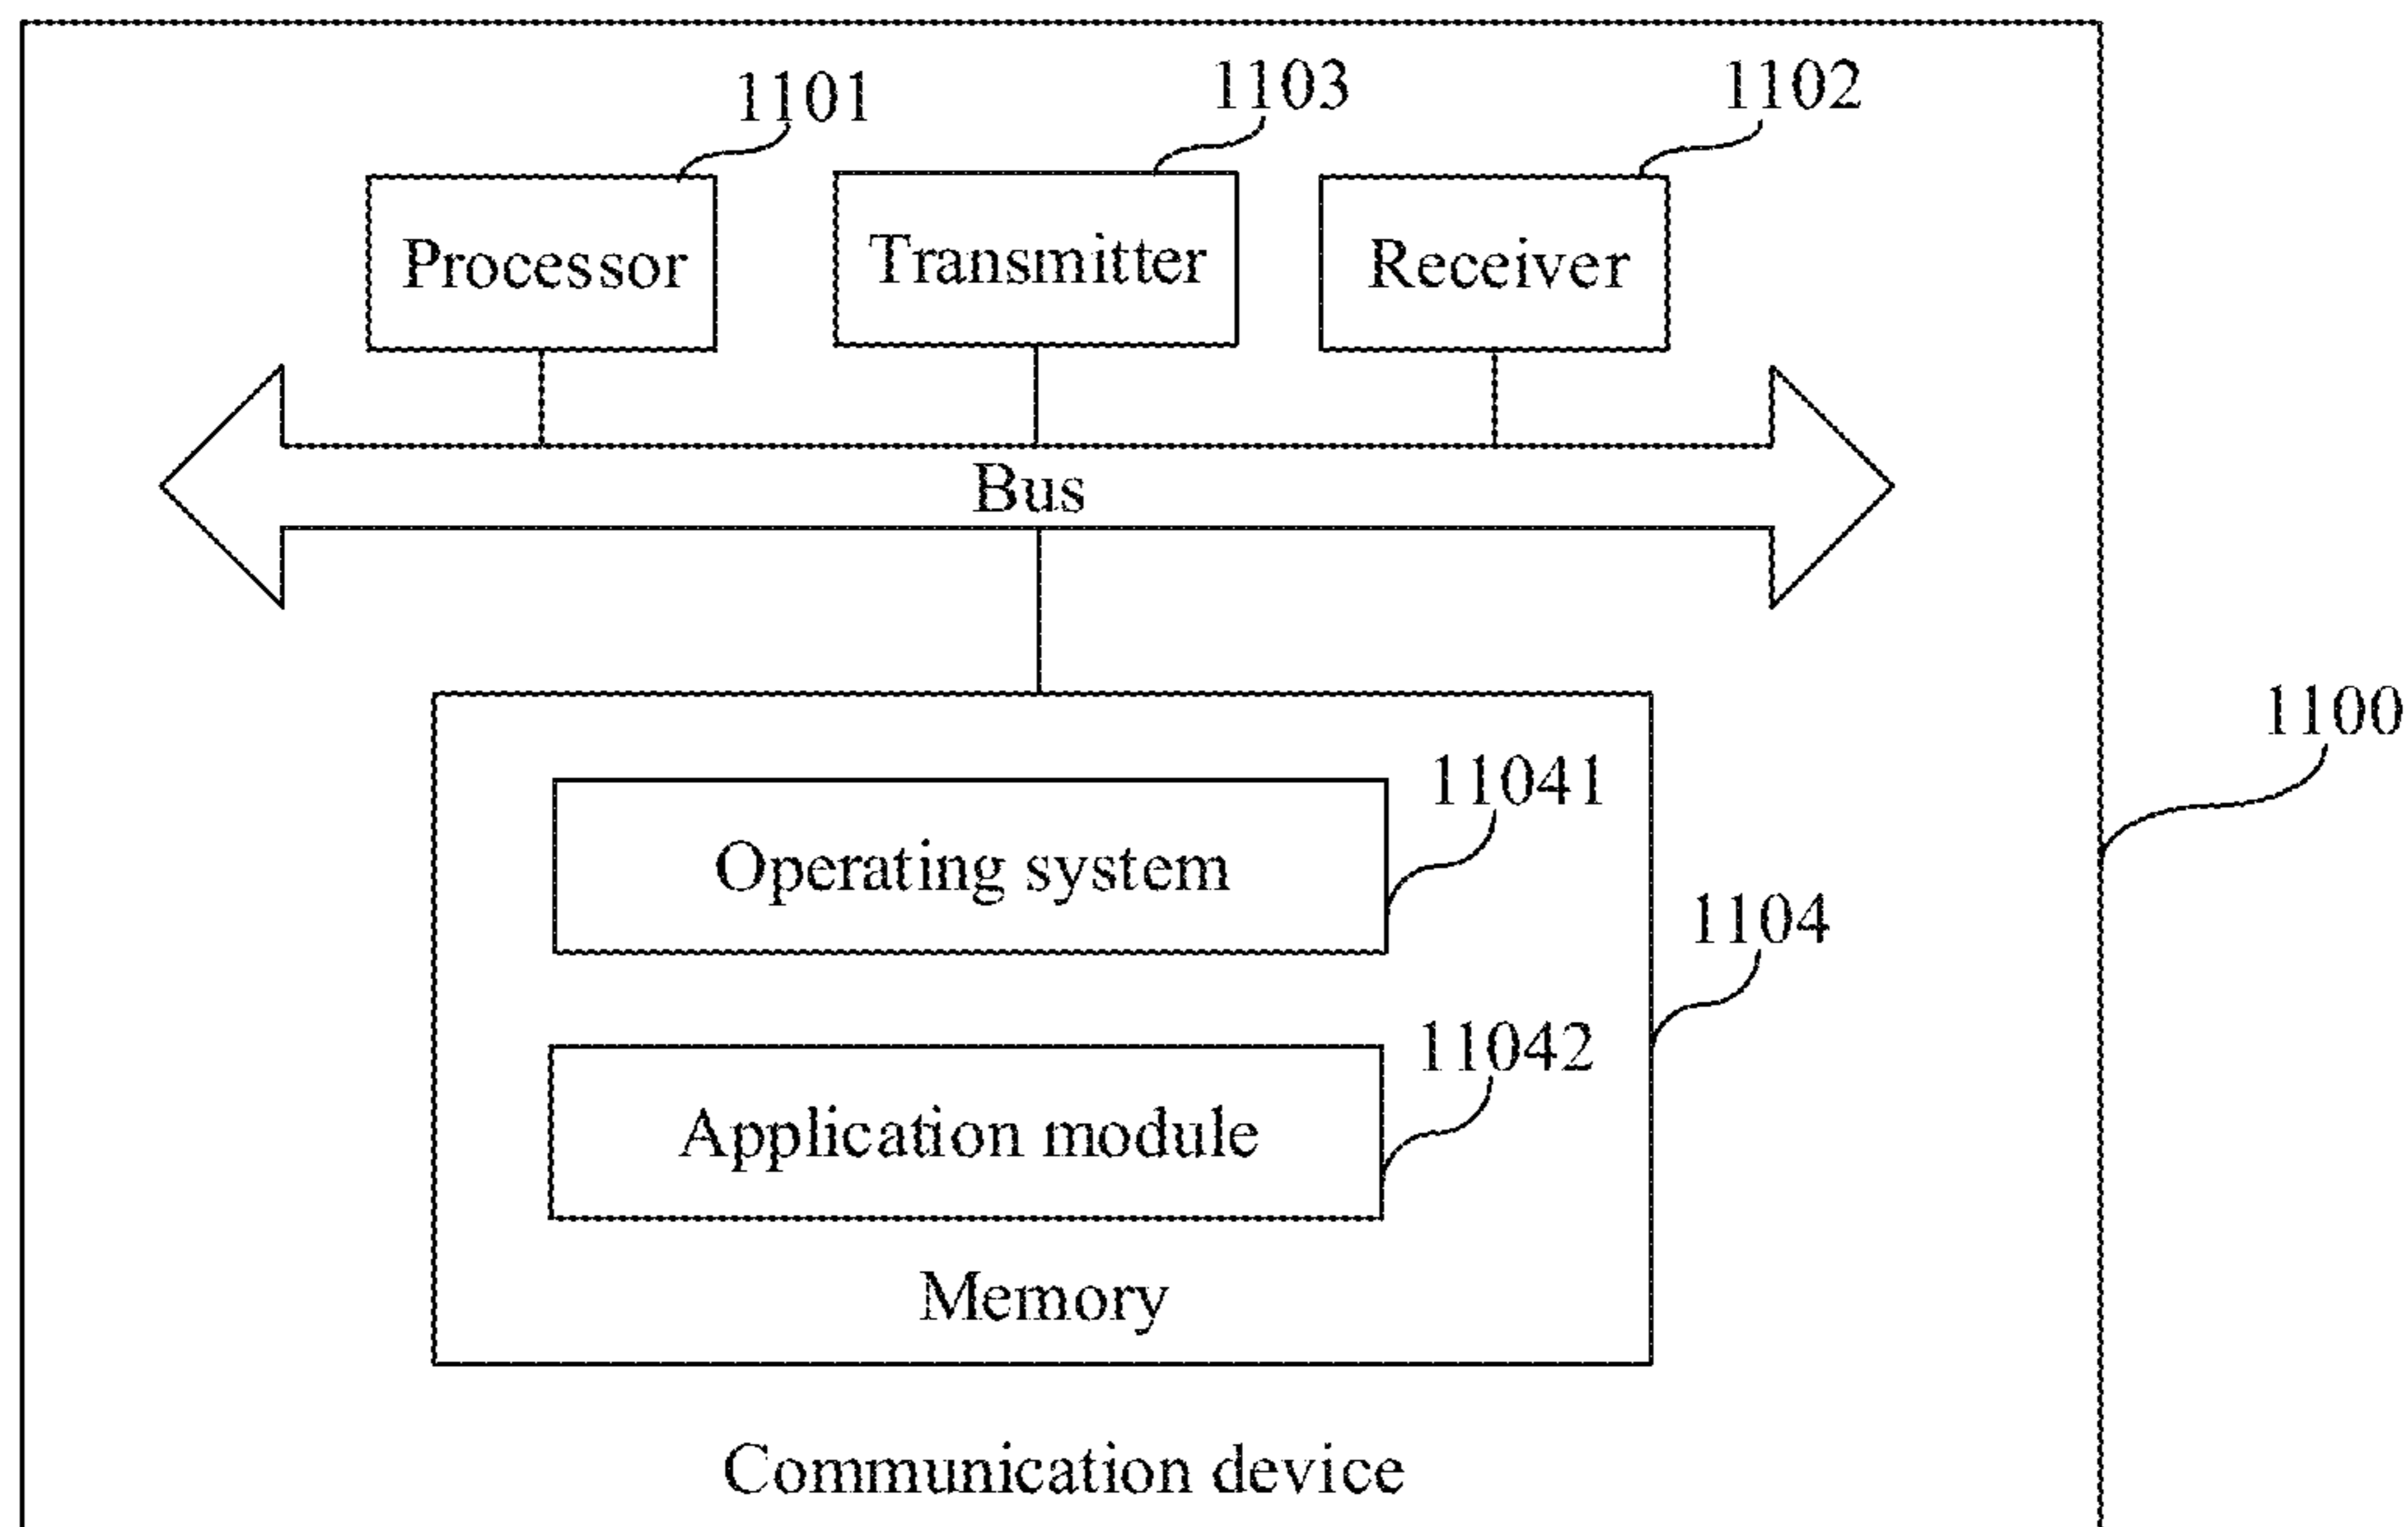 1101
1103
1102
Processor
Transmitter
Receiver
Bus
1100
11041
Operating system
1104
11042
Application module
Memory
Communication device